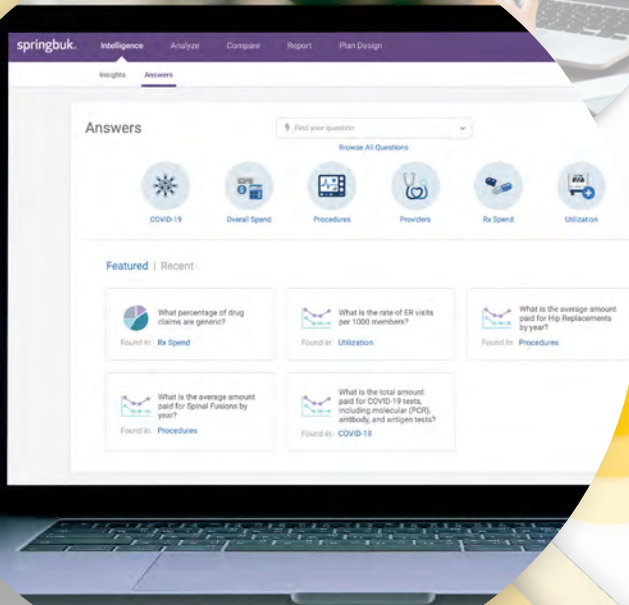 springbuk.
Intelligence Analyze Compare Report Plan Design
Insights Answers
Answers
Find your question
Browse All Questions
COVID-19 Overall Spend Procedures Providers Rx Spend Utilization
Featured | Recent
What percentage of drug
claims are generic?
Found in: Rx Spend
What is the rate of ER visits
per 1000 members?
Found in: Utilization
What is the average amount
paid for Hip Replacements
by year?
Found in: Procedures
What is the average amount
paid for Spinal Fusions by
year?
Found in: Procedures
What is the total amount
paid for COVID-19 tests,
including molecular (PCR),
antibody, and antigen tests?
Found in: COVID-19